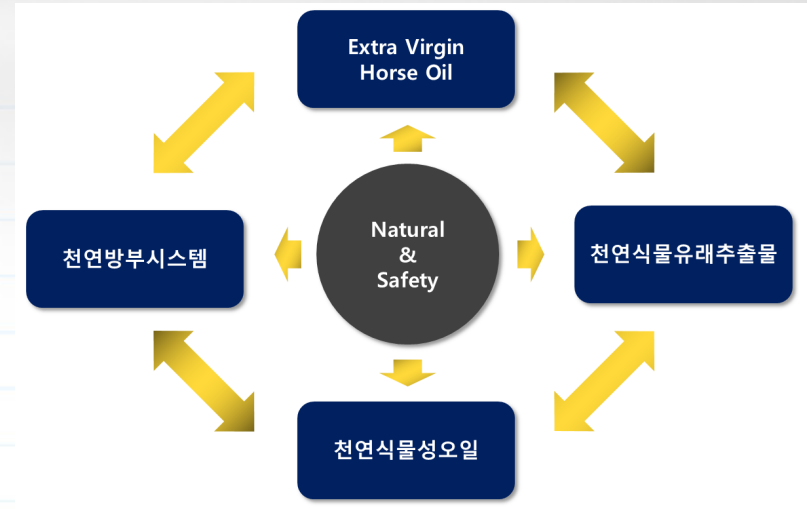 Extra Virgin
Horse Oil
천연방부시스템
Natural
&
Safety
천연식물유래추출물
천연식물성오일